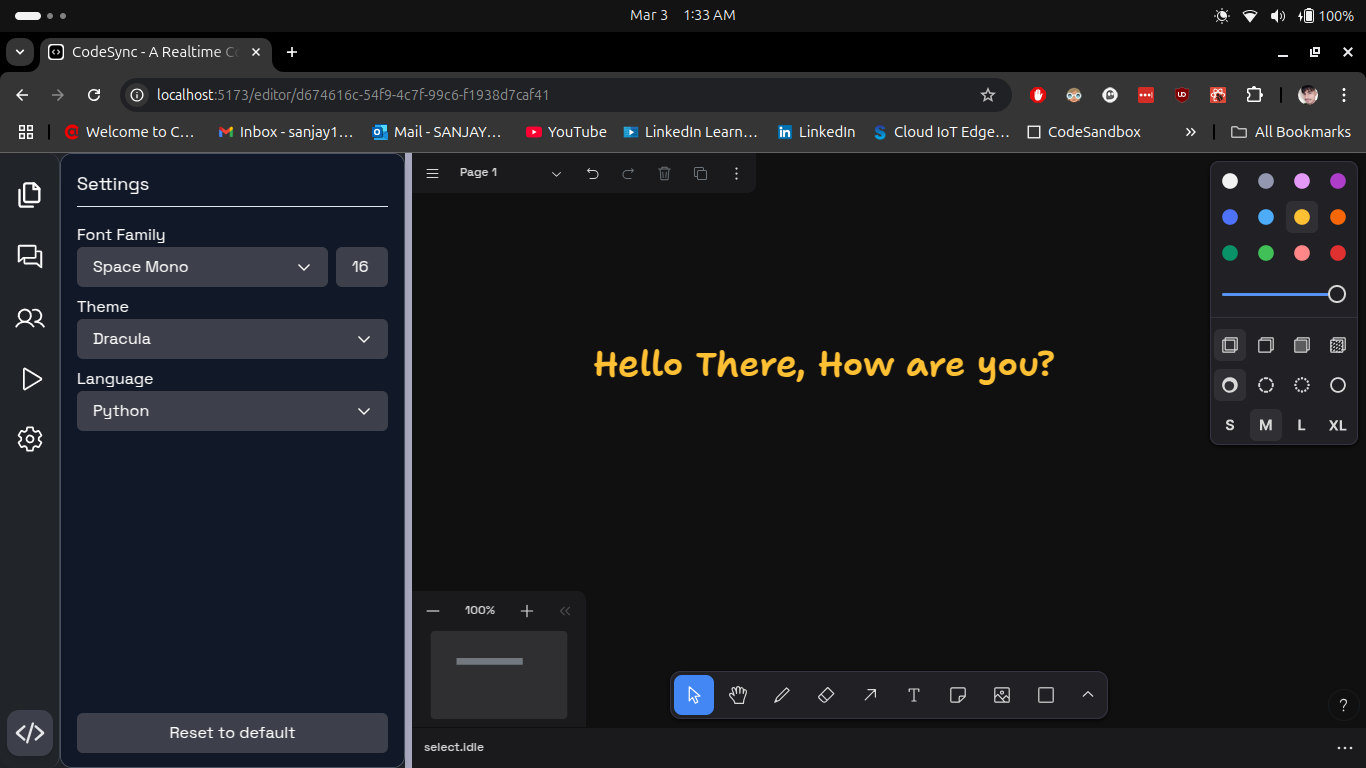 Mar 3 1:33 AM
100%
CodeSync - A Realtime Co
localhost:5173/editor/d674616c-54f9-4c7f-99c6-f1938d7caf41
Welcome to C...
Inbox - sanjay1...
Mail - SANJAY...
YouTube
LinkedIn Learn...
LinkedIn
Cloud IoT Edge...
CodeSandbox
All Bookmarks
Settings
Font Family
Space Mono
16
Theme
Dracula
Language
Python
Reset to default
Page 1
Hello There, How are you?
S M L XL
100%
select.idle